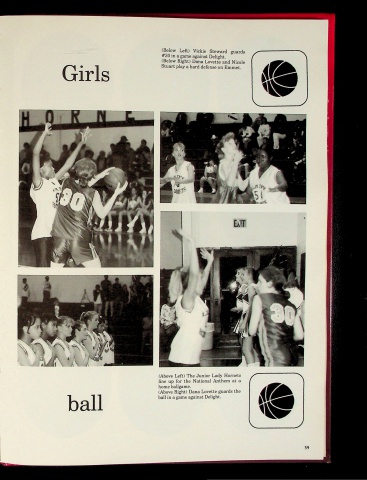 (Below Left) Vickie Steward guards
#30 in a game against Delight.
(Below Right) Dana Lovette and Nicole
Stuart play a hard defense on Emmet.
Girls
HORNE
30
51
EXIT
30
(Above Left) The Junior Lady Hornets
line up for the National Anthem at a
home ballgame.
(Above Right) Dana Lovette guards the
ball in a game against Delight.
ball
59